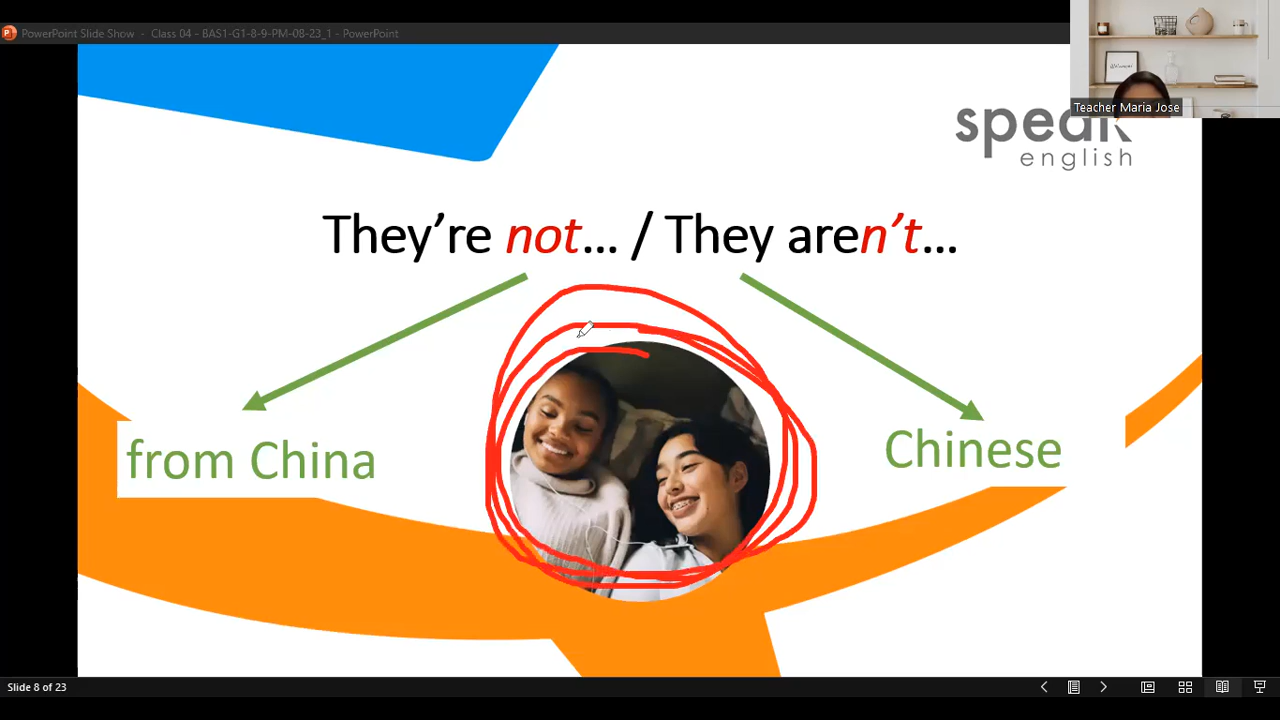 PowerPoint Slide Show - Class 04 - BAS1-G1-8-9-PM-08-23_1 - PowerPoint
Teacher Maria Jose
speak
english
They're not... / They aren't...
from China
Chinese
Slide 8 of 23